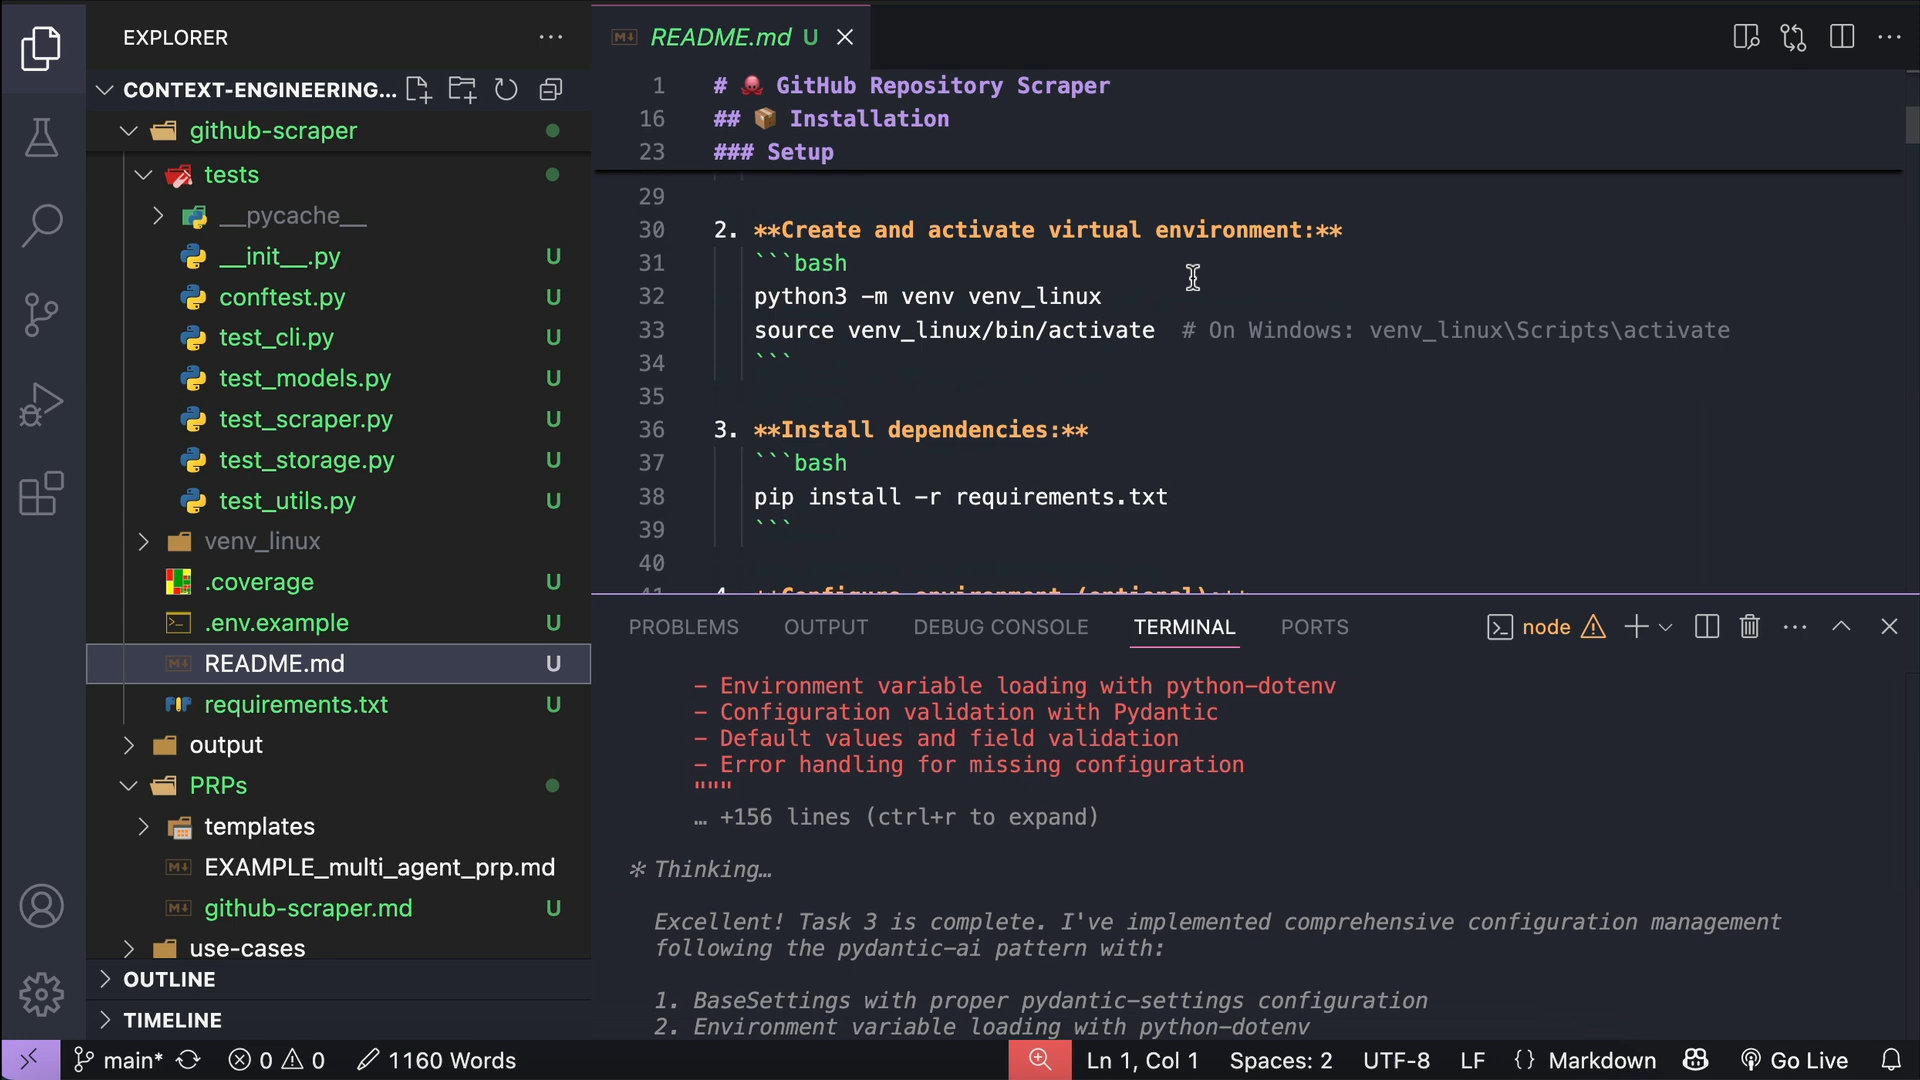 EXPLORER
CONTEXT-ENGINEERING...
github-scraper
tests
__pycache__
__init__.py U
conftest.py U
test_cli.py U
test_models.py U
test_scraper.py U
test_storage.py U
test_utils.py U
venv_linux
.coverage U
.env.example U
README.md U
requirements.txt U
output
PRPs
templates
EXAMPLE_multi_agent_prp.md
github-scraper.md U
use-cases
OUTLINE
TIMELINE
README.md U
1 # 🐙 GitHub Repository Scraper
16 ## 📦 Installation
23 ### Setup
29
30 2. **Create and activate virtual environment:**
31 ```bash
32 python3 -m venv venv_linux
33 source venv_linux/bin/activate  # On Windows: venv_linux\Scripts\activate
34 ```
35
36 3. **Install dependencies:**
37 ```bash
38 pip install -r requirements.txt
39 ```
40
41 4. **Configure environment (optional):**
PROBLEMS OUTPUT DEBUG CONSOLE TERMINAL PORTS
node
- Environment variable loading with python-dotenv
- Configuration validation with Pydantic
- Default values and field validation
- Error handling for missing configuration
"""
… +156 lines (ctrl+r to expand)
✻ Thinking…
Excellent! Task 3 is complete. I've implemented comprehensive configuration management
following the pydantic-ai pattern with:
1. BaseSettings with proper pydantic-settings configuration
2. Environment variable loading with python-dotenv
main* 0 0 1160 Words Ln 1, Col 1 Spaces: 2 UTF-8 LF {} Markdown Go Live